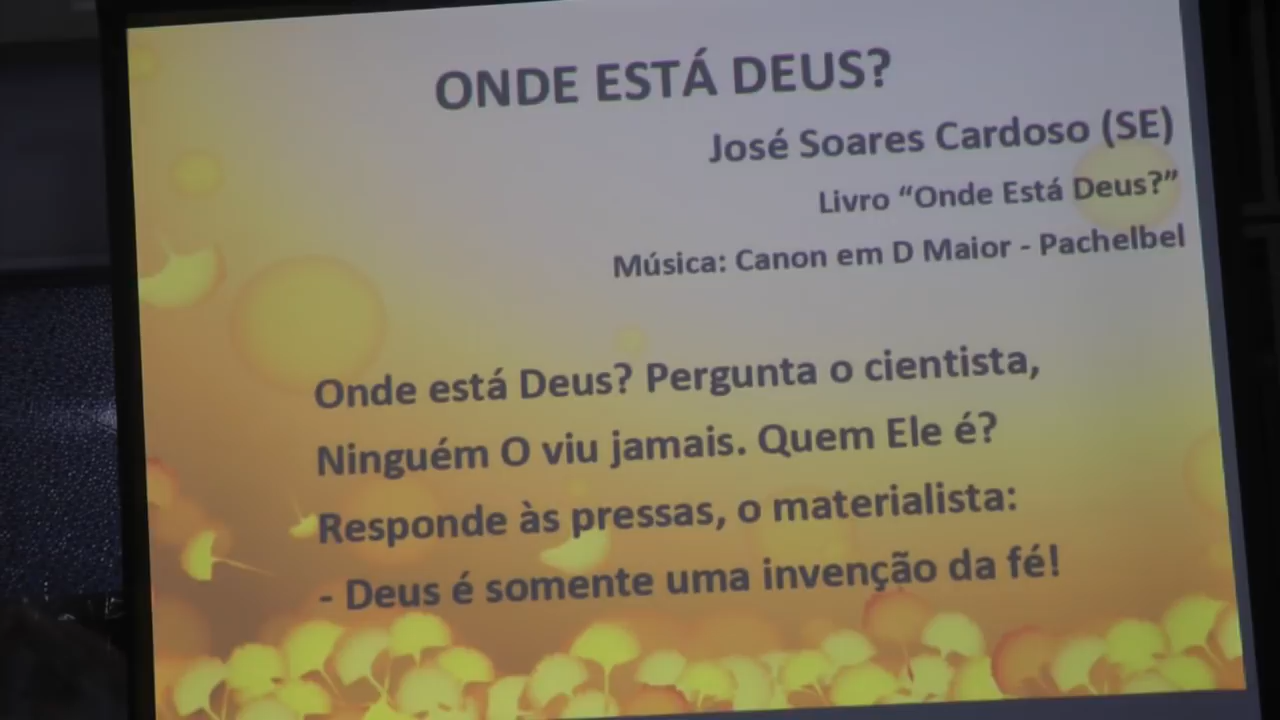 ONDE ESTÁ DEUS?
José Soares Cardoso (SE)
Livro “Onde Está Deus?”
Música: Canon em D Maior - Pachelbel
Onde está Deus? Pergunta o cientista,
Ninguém O viu jamais. Quem Ele é?
Responde às pressas, o materialista:
- Deus é somente uma invenção da fé!